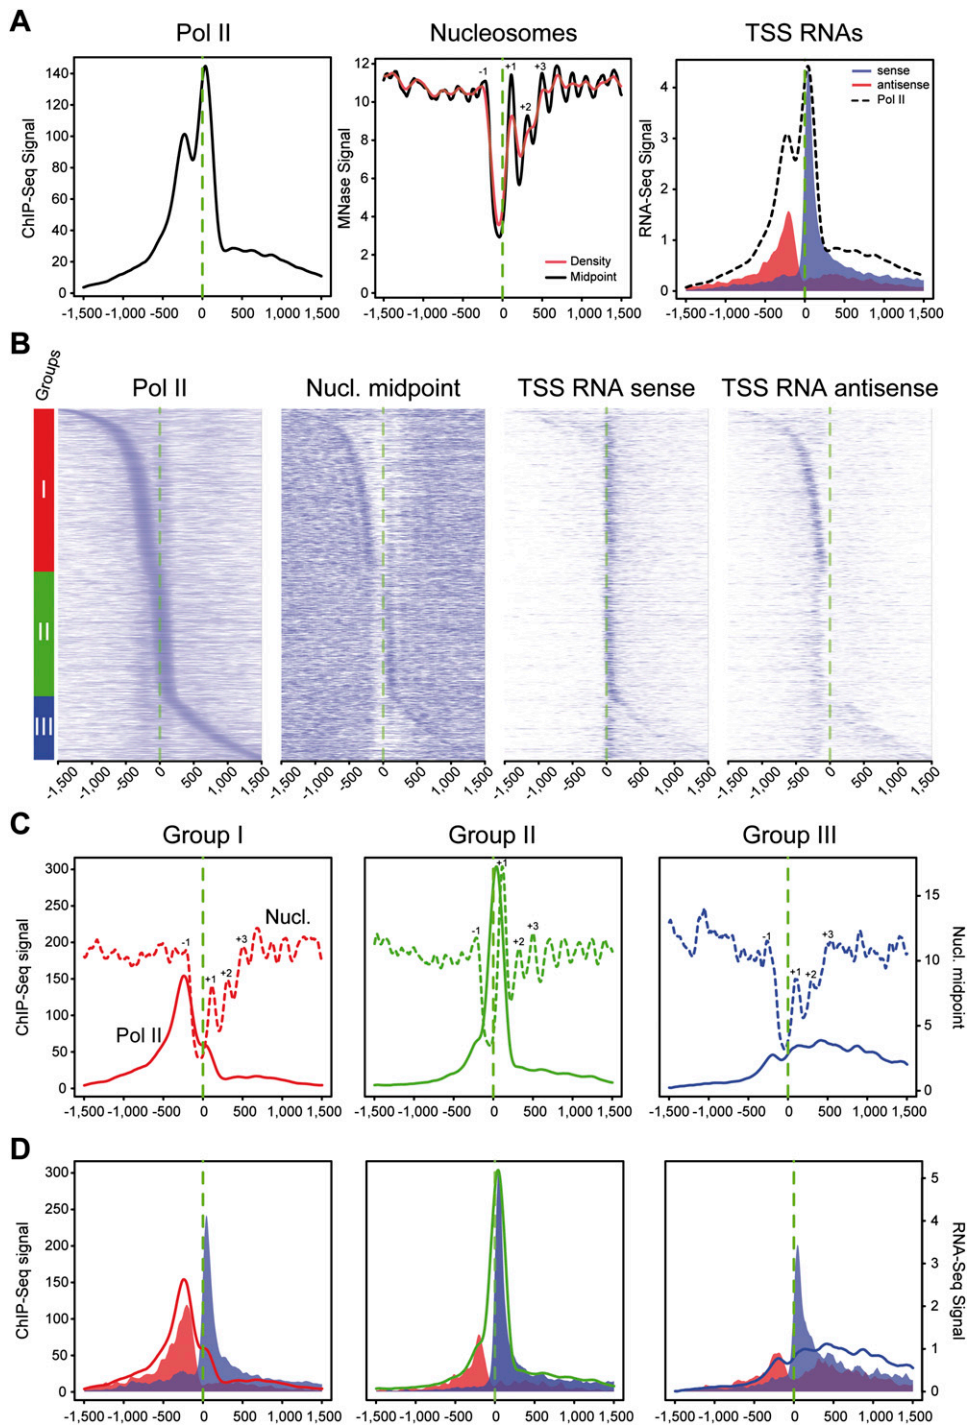 A
Pol II
Nucleosomes
TSS RNAs
ChIP-Seq Signal
140
120
100
80
60
40
20
0
-1,500 -1,000 -500 0 500 1,000 1,500
MNase Signal
12
10
8
6
4
2
0
-1
+1
+2
+3
Density
Midpoint
-1,500 -1,000 -500 0 500 1,000 1,500
RNA-Seq Signal
4
3
2
1
0
sense
antisense
Pol II
-1,500 -1,000 -500 0 500 1,000 1,500
B
Groups
Pol II
Nucl. midpoint
TSS RNA sense
TSS RNA antisense
I
II
III
-1,500 -1,000 -500 0 500 1,000 1,500
-1,500 -1,000 -500 0 500 1,000 1,500
-1,500 -1,000 -500 0 500 1,000 1,500
-1,500 -1,000 -500 0 500 1,000 1,500
C
Group I
Group II
Group III
ChIP-Seq signal
300
250
200
150
100
50
0
Nucl.
Pol II
-1
+1
+2
+3
-1,500 -1,000 -500 0 500 1,000 1,500
-1
+1
+2
+3
-1,500 -1,000 -500 0 500 1,000 1,500
-1
+1
+2
+3
-1,500 -1,000 -500 0 500 1,000 1,500
15
10
5
0
Nucl. midpoint
D
ChIP-Seq signal
300
250
200
150
100
50
0
-1,500 -1,000 -500 0 500 1,000 1,500
-1,500 -1,000 -500 0 500 1,000 1,500
-1,500 -1,000 -500 0 500 1,000 1,500
5
4
3
2
1
0
RNA-Seq Signal